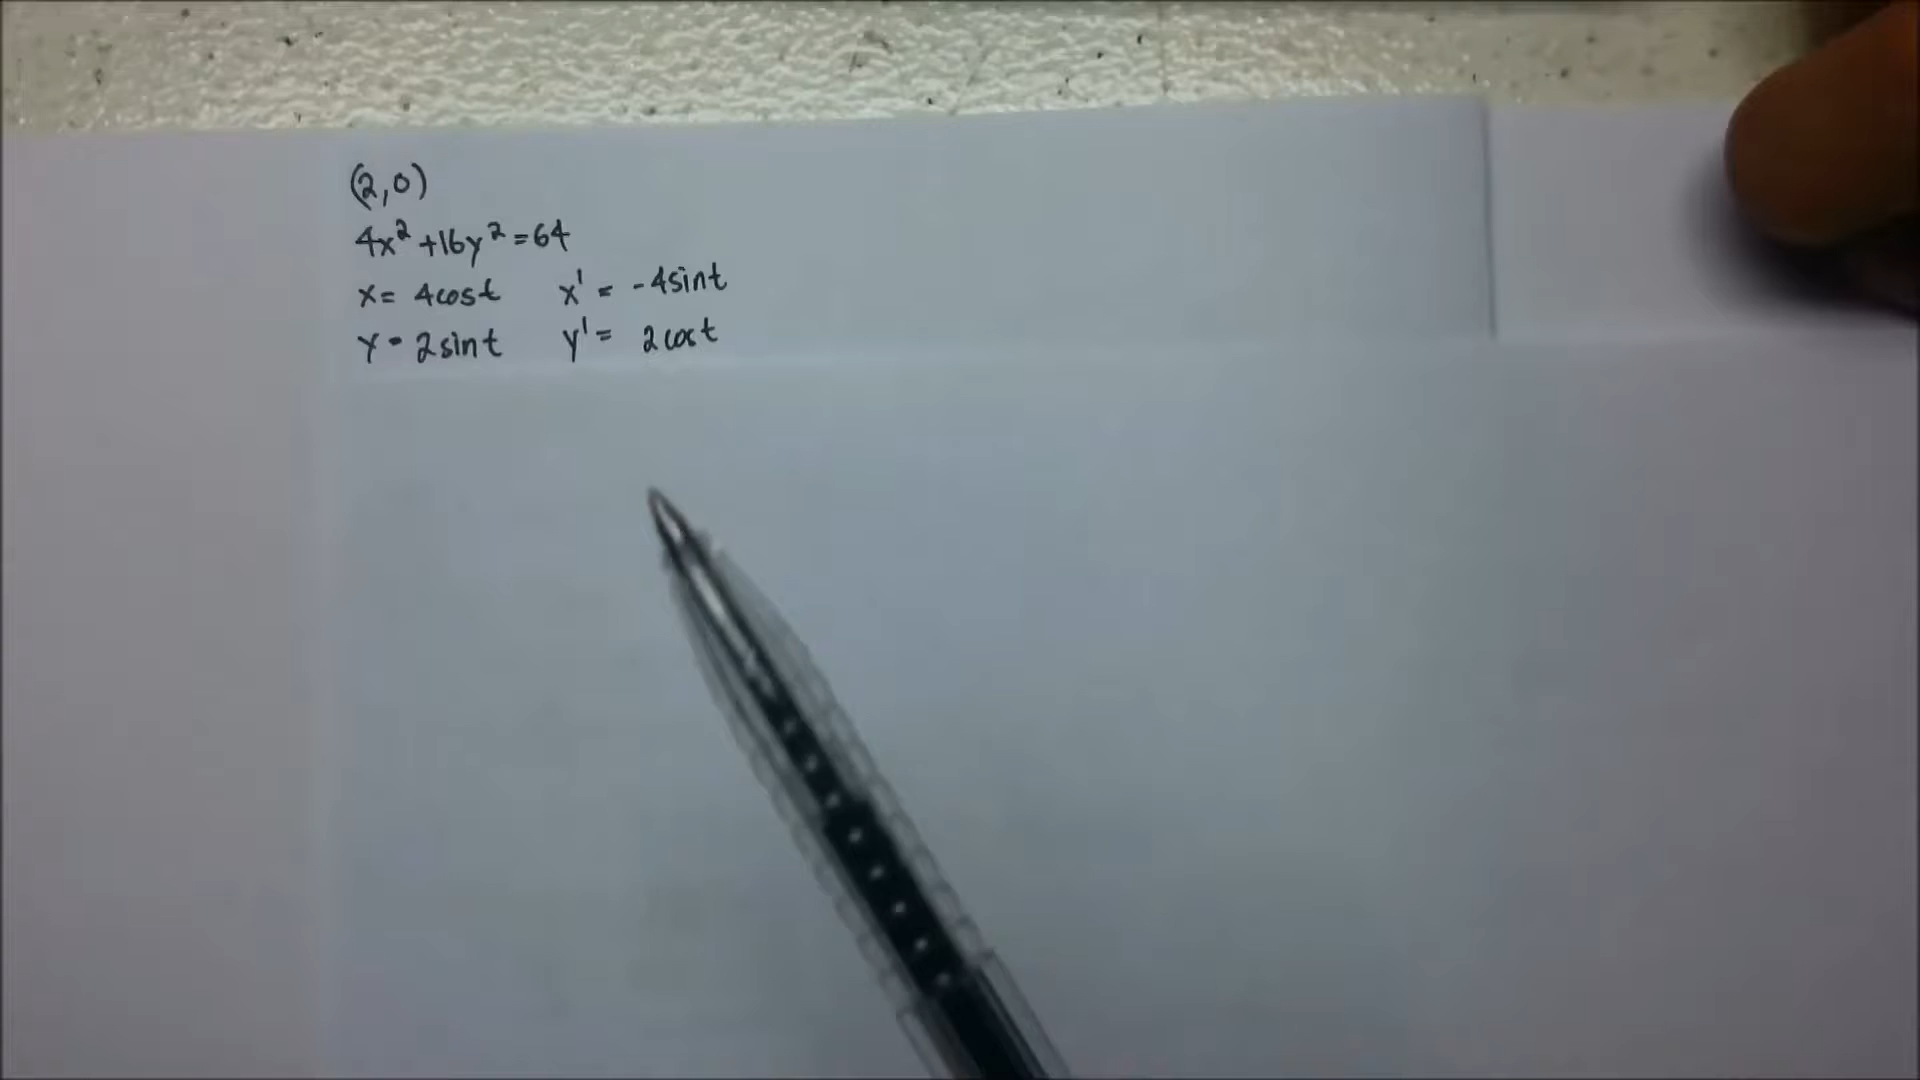 (2,0)
4x²+16y²=64
x= 4cost x' = -4sint
y = 2sint y' = 2cost